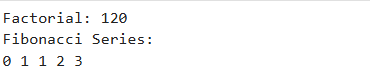 Factorial: 120
Fibonacci Series:
0 1 1 2 3